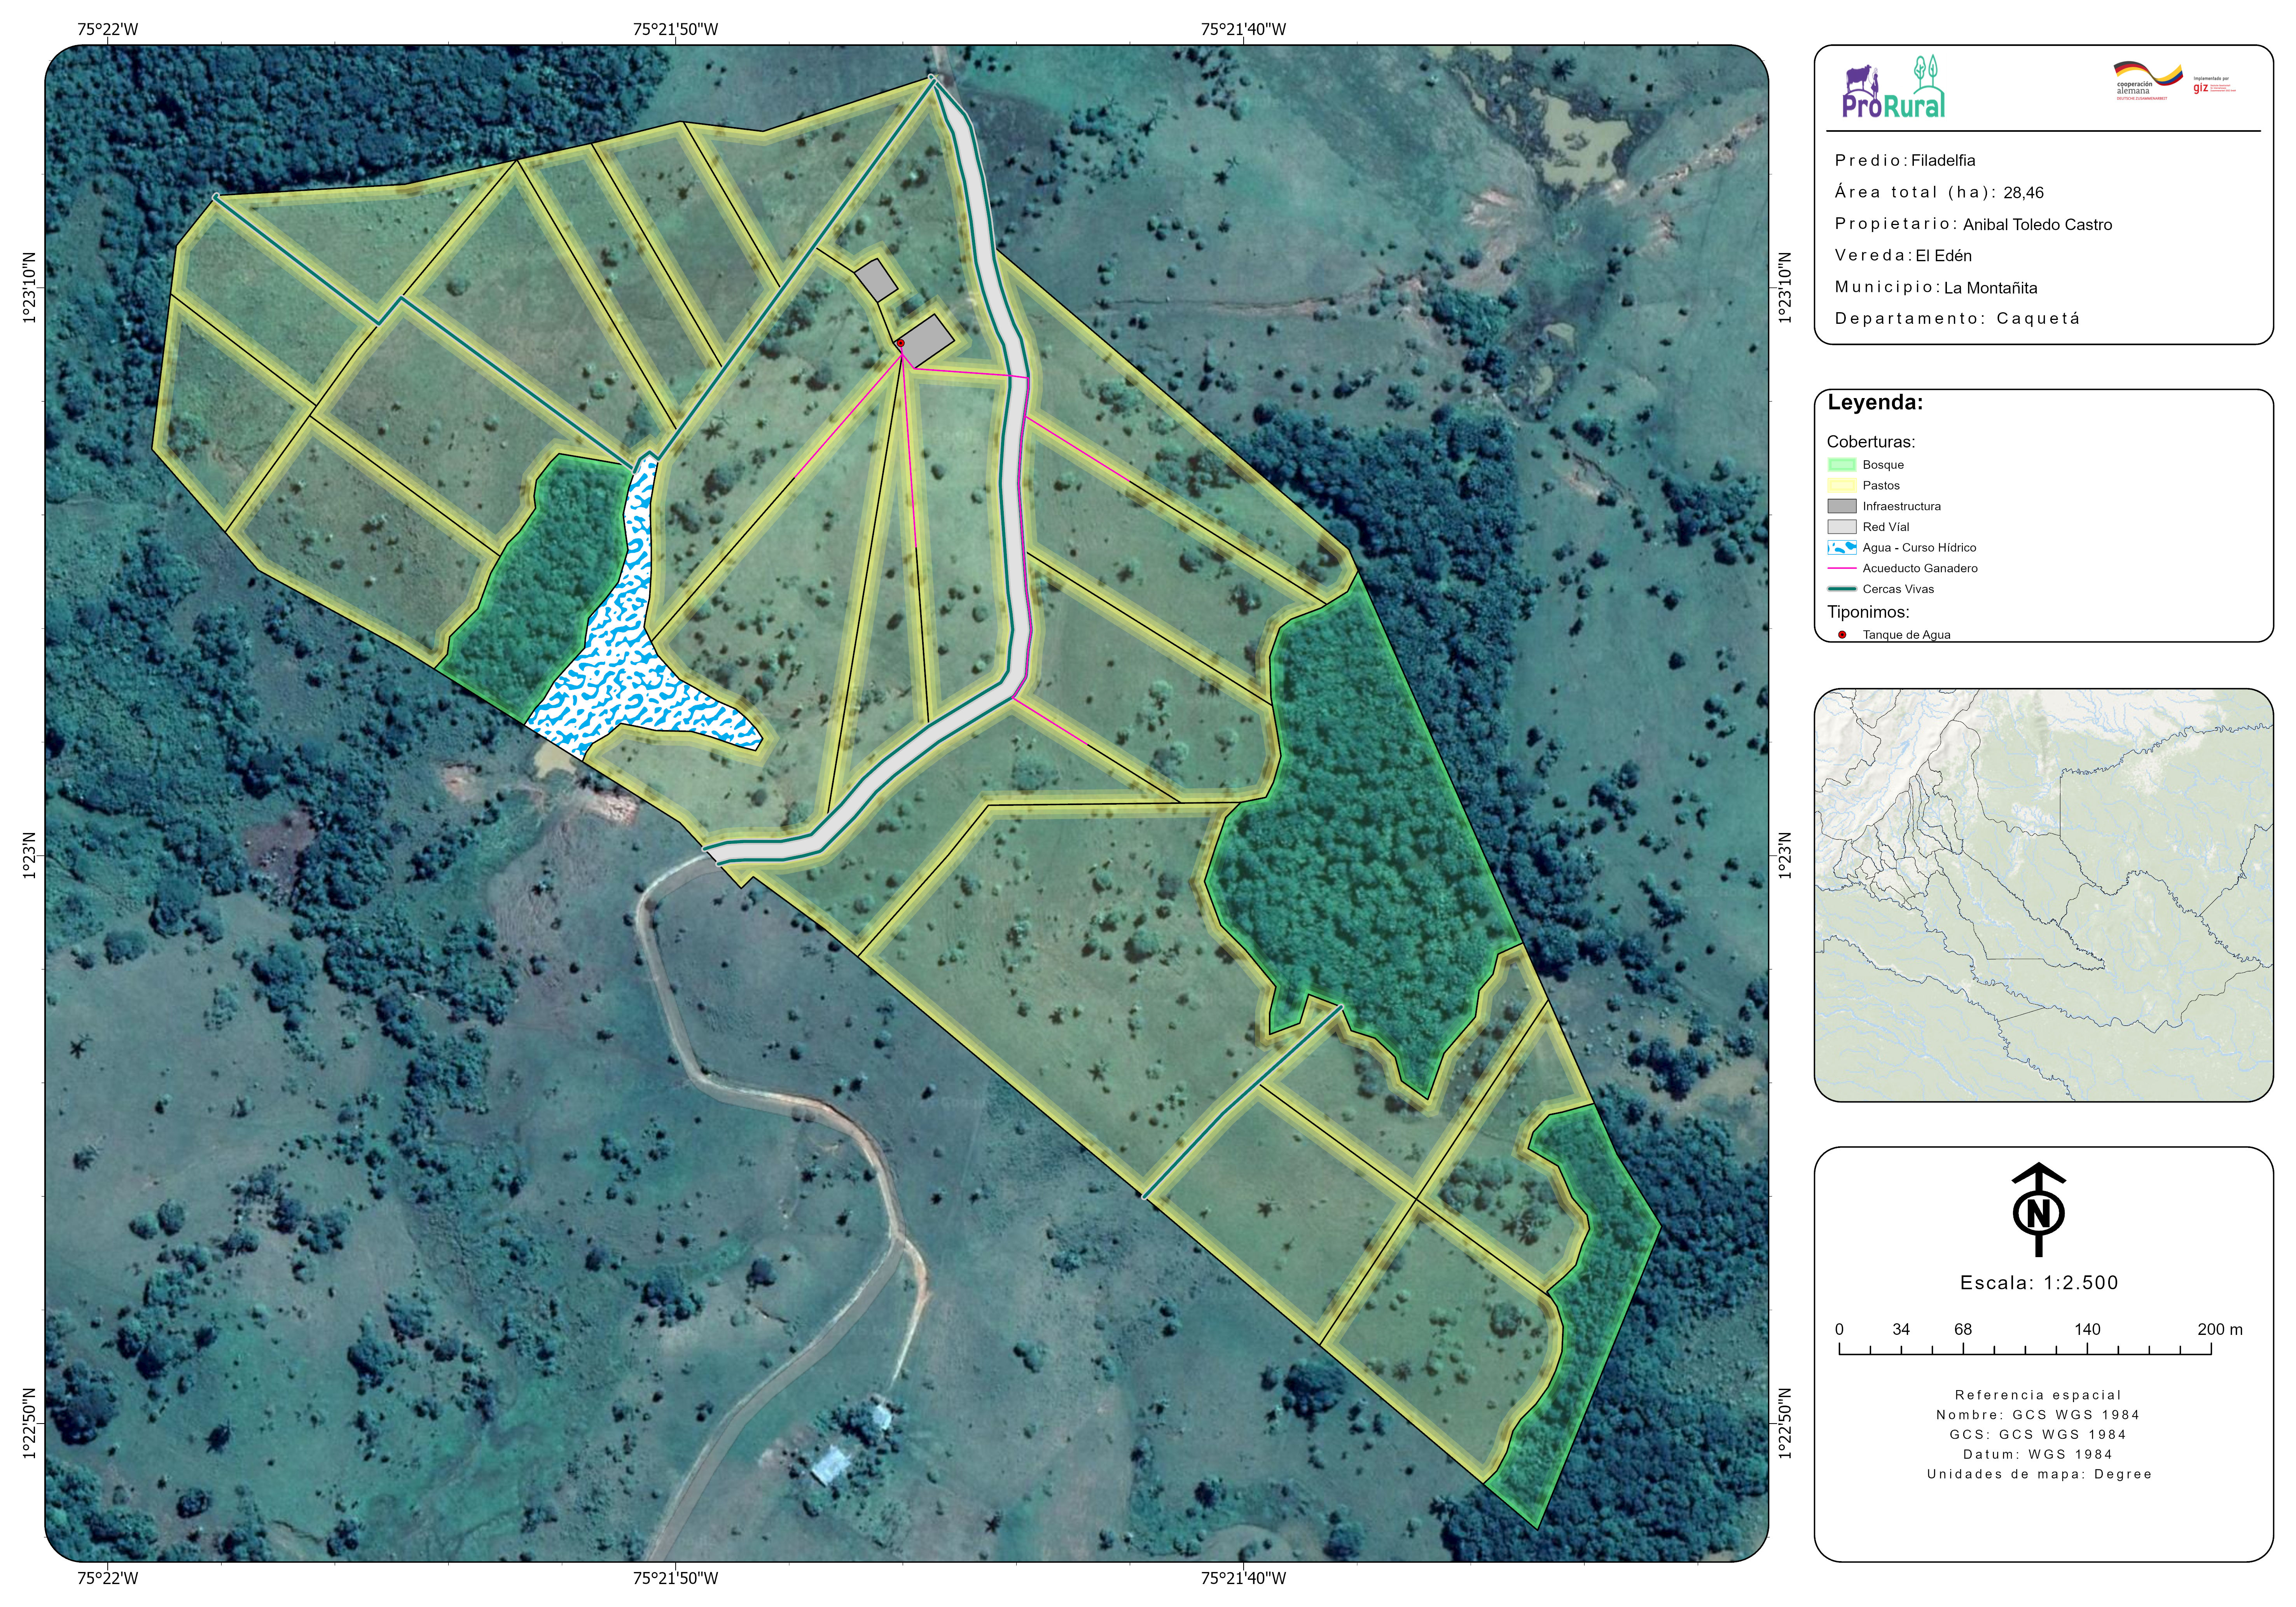 75°22'W 75°21'50"W 75°21'40"W
1°23'10"N 1°23'10"N
1°23'N 1°23'N
1°22'50"N 1°22'50"N
75°22'W 75°21'50"W 75°21'40"W
ProRural
cooperación
alemana
DEUTSCHE ZUSAMMENARBEIT
Implementada por
giz
Predio: Filadelfia
Área total (ha): 28,46
Propietario: Anibal Toledo Castro
Vereda: El Edén
Municipio: La Montañita
Departamento: Caquetá
Leyenda:
Coberturas:
Bosque
Pastos
Infraestructura
Red Víal
Agua - Curso Hídrico
Acueducto Ganadero
Cercas Vivas
Tiponimos:
Tanque de Agua
N
Escala: 1:2.500
0 34 68 140 200 m
Referencia espacial
Nombre: GCS WGS 1984
GCS: GCS WGS 1984
Datum: WGS 1984
Unidades de mapa: Degree